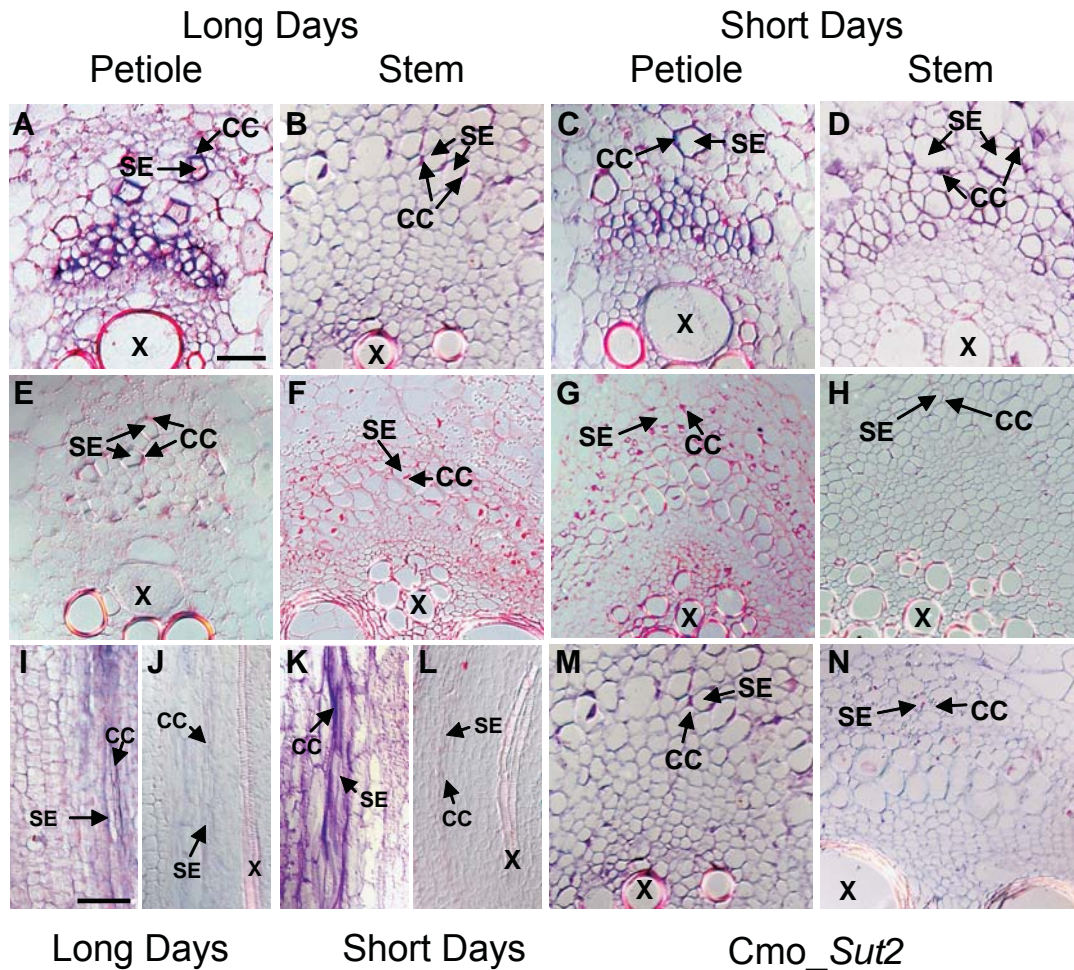 Long Days Short Days
Petiole Stem Petiole Stem
A CC SE X
B SE CC X
C CC SE X
D SE CC X
E SE CC X
F SE CC X
G SE CC X
H SE CC X
I CC SE
J CC SE X
K CC SE
L SE CC X
M SE CC X
N SE CC X
Long Days Short Days Cmo_Sut2